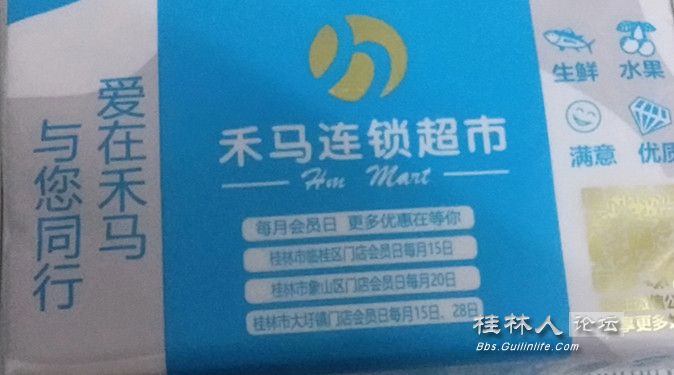 爱在禾马
与您同行
禾马连锁超市
Hm Mart
每月会员日 更多优惠在等你
桂林市临桂区门店会员日每月15日
桂林市象山区门店会员日每月20日
桂林市大圩镇门店会员日每月15日、28日
生鲜 水果
满意 优质
享更多
桂林人论坛
Bbs.Guilinlife.Com